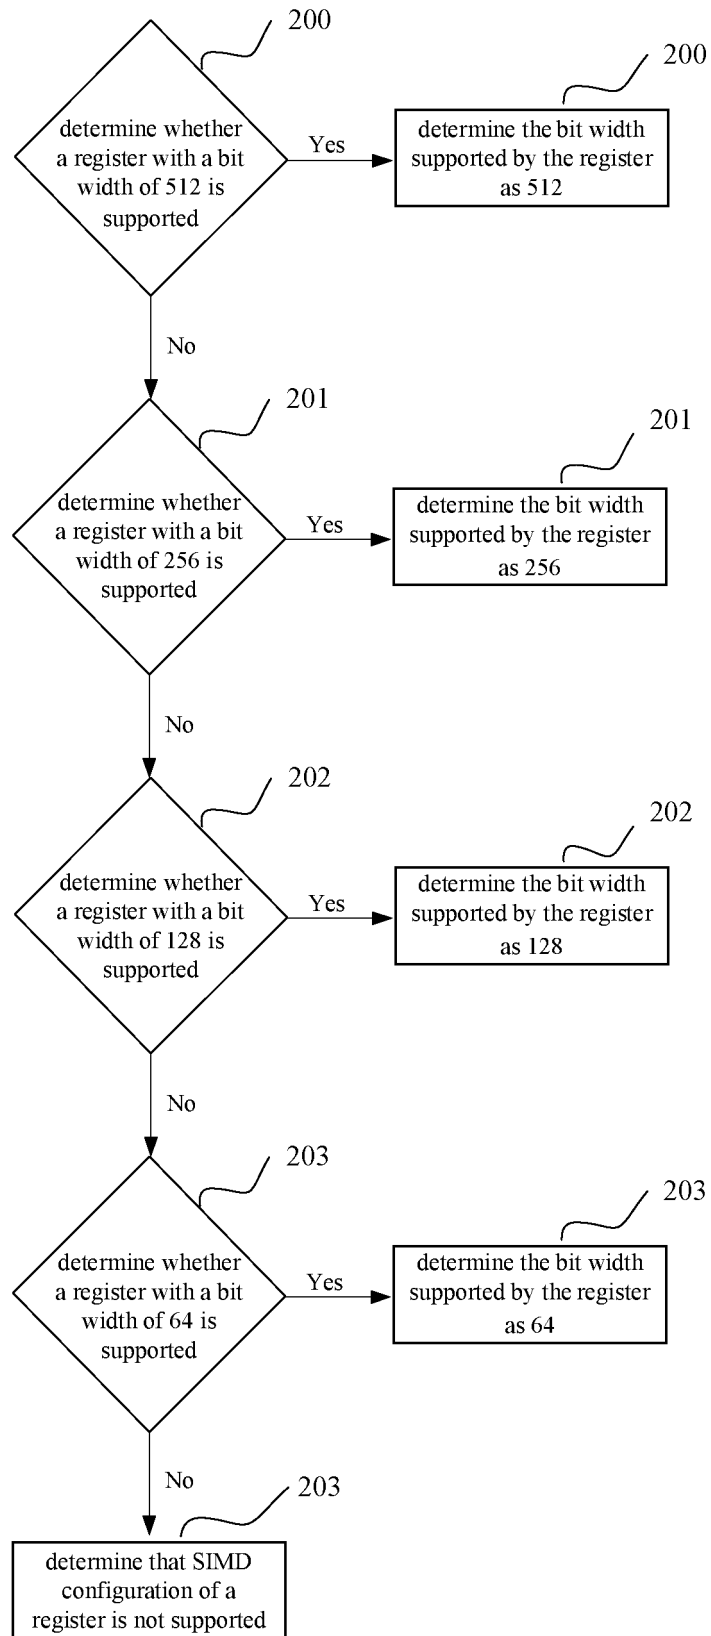 200
200
determine whether
a register with a bit
width of 512 is
supported
Yes
determine the bit width
supported by the register
as 512
No
201
201
determine whether
a register with a bit
width of 256 is
supported
Yes
determine the bit width
supported by the register
as 256
No
202
202
determine whether
a register with a bit
width of 128 is
supported
Yes
determine the bit width
supported by the register
as 128
No
203
203
determine whether
a register with a bit
width of 64 is
supported
Yes
determine the bit width
supported by the register
as 64
No
203
determine that SIMD
configuration of a
register is not supported